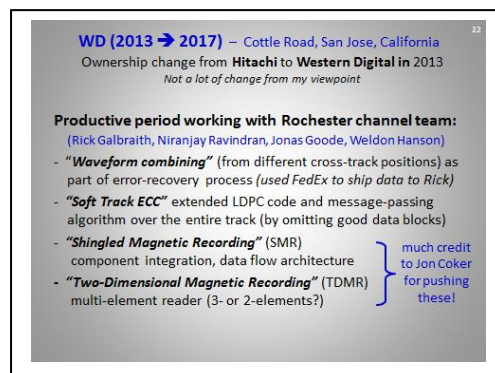 22
WD (2013 ➔ 2017) – Cottle Road, San Jose, California
Ownership change from Hitachi to Western Digital in 2013
Not a lot of change from my viewpoint
Productive period working with Rochester channel team:
(Rick Galbraith, Niranjay Ravindran, Jonas Goode, Weldon Hanson)
- "Waveform combining" (from different cross-track positions) as
part of error-recovery process (used FedEx to ship data to Rick)
- "Soft Track ECC" extended LDPC code and message-passing
algorithm over the entire track (by omitting good data blocks)
- "Shingled Magnetic Recording" (SMR)
component integration, data flow architecture
- "Two-Dimensional Magnetic Recording" (TDMR)
multi-element reader (3- or 2-elements?)
much credit
to Jon Coker
for pushing
these!